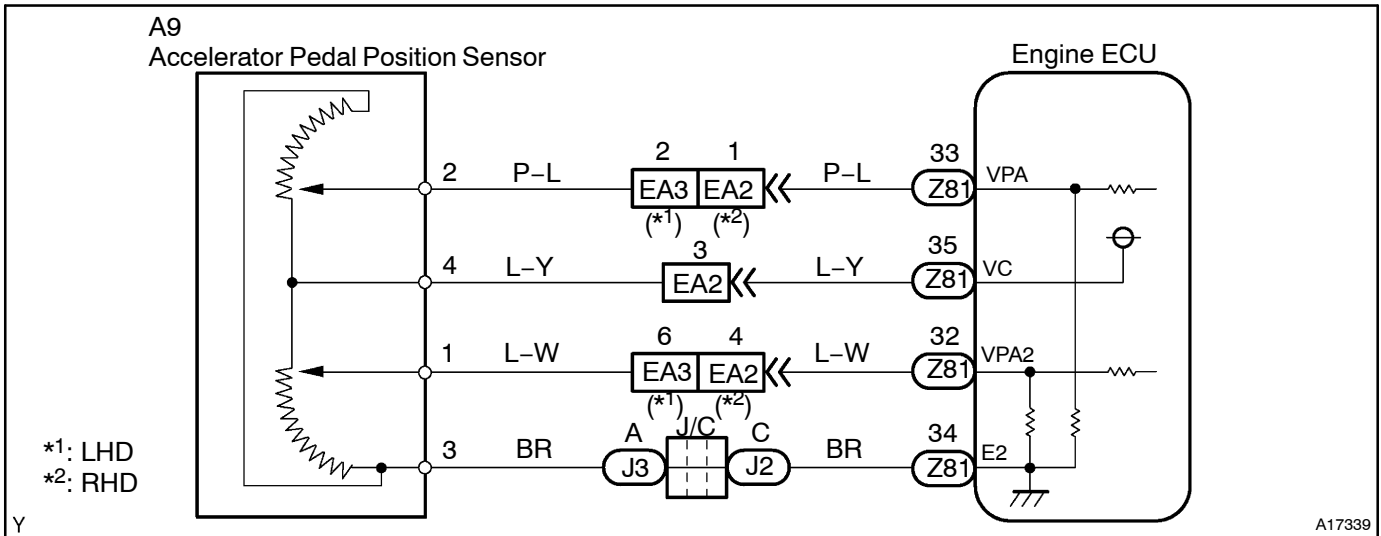 A9
Accelerator Pedal Position Sensor
Engine ECU
2 P–L 2 1 P–L 33 VPA
EA3 EA2 Z81
(*1) (*2)
4 L–Y 3 L–Y 35 VC
EA2 Z81
1 L–W 6 4 L–W 32 VPA2
EA3 EA2 Z81
(*1) (*2)
J/C
3 BR A C BR 34 E2
J3 J2 Z81
*1: LHD
*2: RHD
Y
A17339